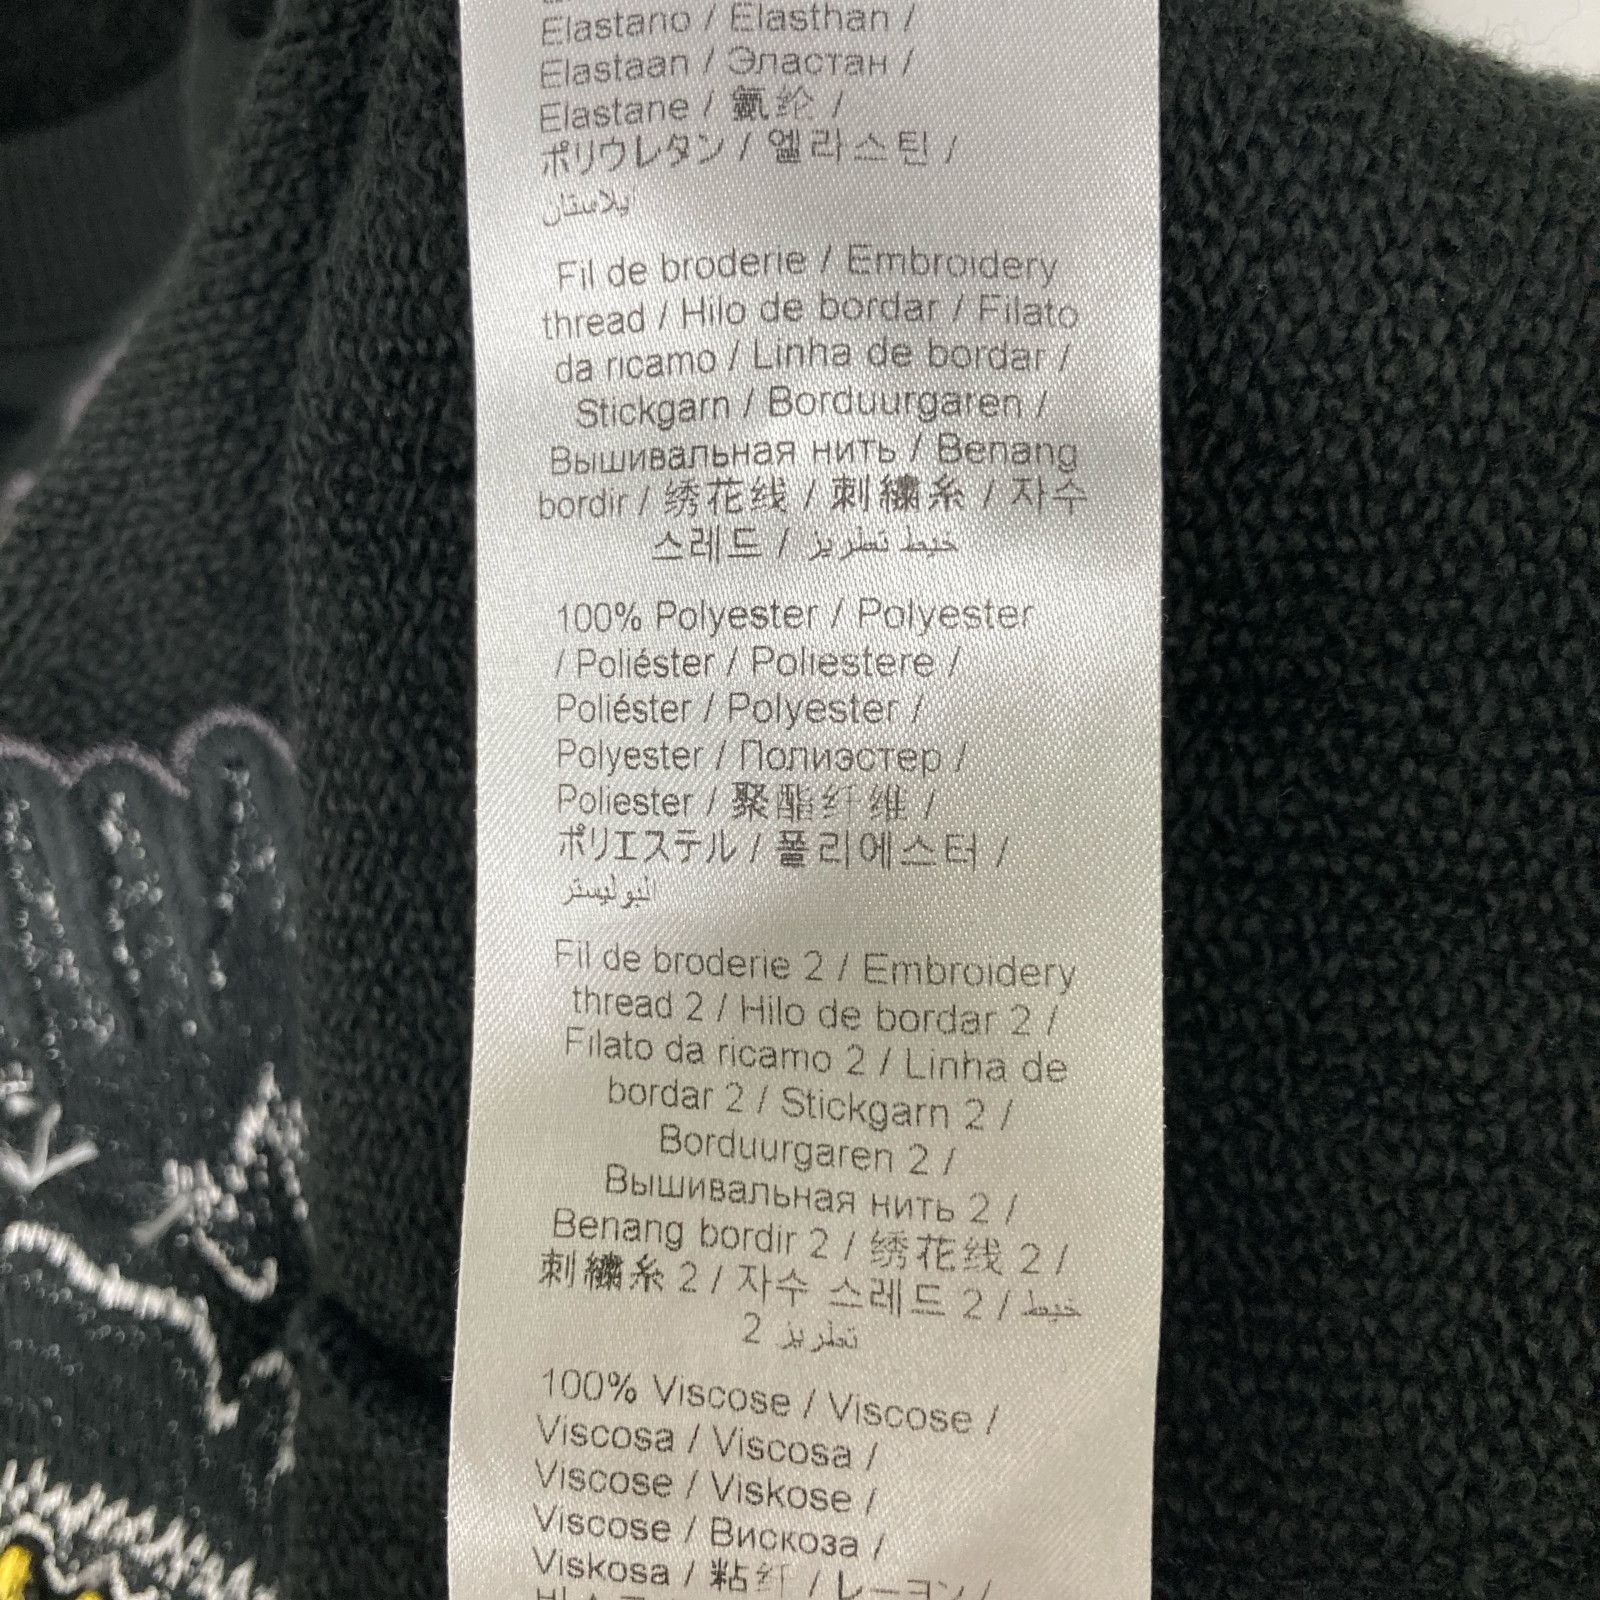 Elastano / Elasthan /
Elastaan / Эластан /
Elastane / 氨纶 /
ポリウレタン / 엘라스틴 /
إيلاستان
Fil de broderie / Embroidery
thread / Hilo de bordar / Filato
da ricamo / Linha de bordar /
Stickgarn / Borduurgaren /
Вышивальная нить / Benang
bordir / 绣花线 / 刺繍糸 / 자수
스레드 / خيط تطريز
100% Polyester / Polyester
/ Poliéster / Poliestere /
Poliéster / Polyester /
Polyester / Полиэстер /
Poliester / 聚酯纤维 /
ポリエステル / 폴리에스터 /
البوليستر
Fil de broderie 2 / Embroidery
thread 2 / Hilo de bordar 2 /
Filato da ricamo 2 / Linha de
bordar 2 / Stickgarn 2 /
Borduurgaren 2 /
Вышивальная нить 2 /
Benang bordir 2 / 绣花线 2 /
刺繍糸 2 / 자수 스레드 2 / خيط
تطريز 2
100% Viscose / Viscose /
Viscosa / Viscosa /
Viscose / Viskose /
Viscose / Вискоза /
Viskosa / 粘纤 / レーヨン /